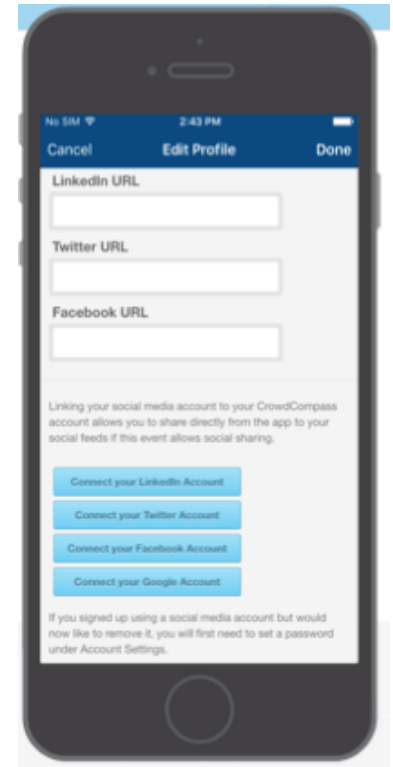 No SIM 2:43 PM
Cancel Edit Profile Done
LinkedIn URL
Twitter URL
Facebook URL
Linking your social media account to your CrowdCompass
account allows you to share directly from the app to your
social feeds if this event allows social sharing.
Connect your LinkedIn Account
Connect your Twitter Account
Connect your Facebook Account
Connect your Google Account
If you signed up using a social media account but would
now like to remove it, you will first need to set a password
under Account Settings.